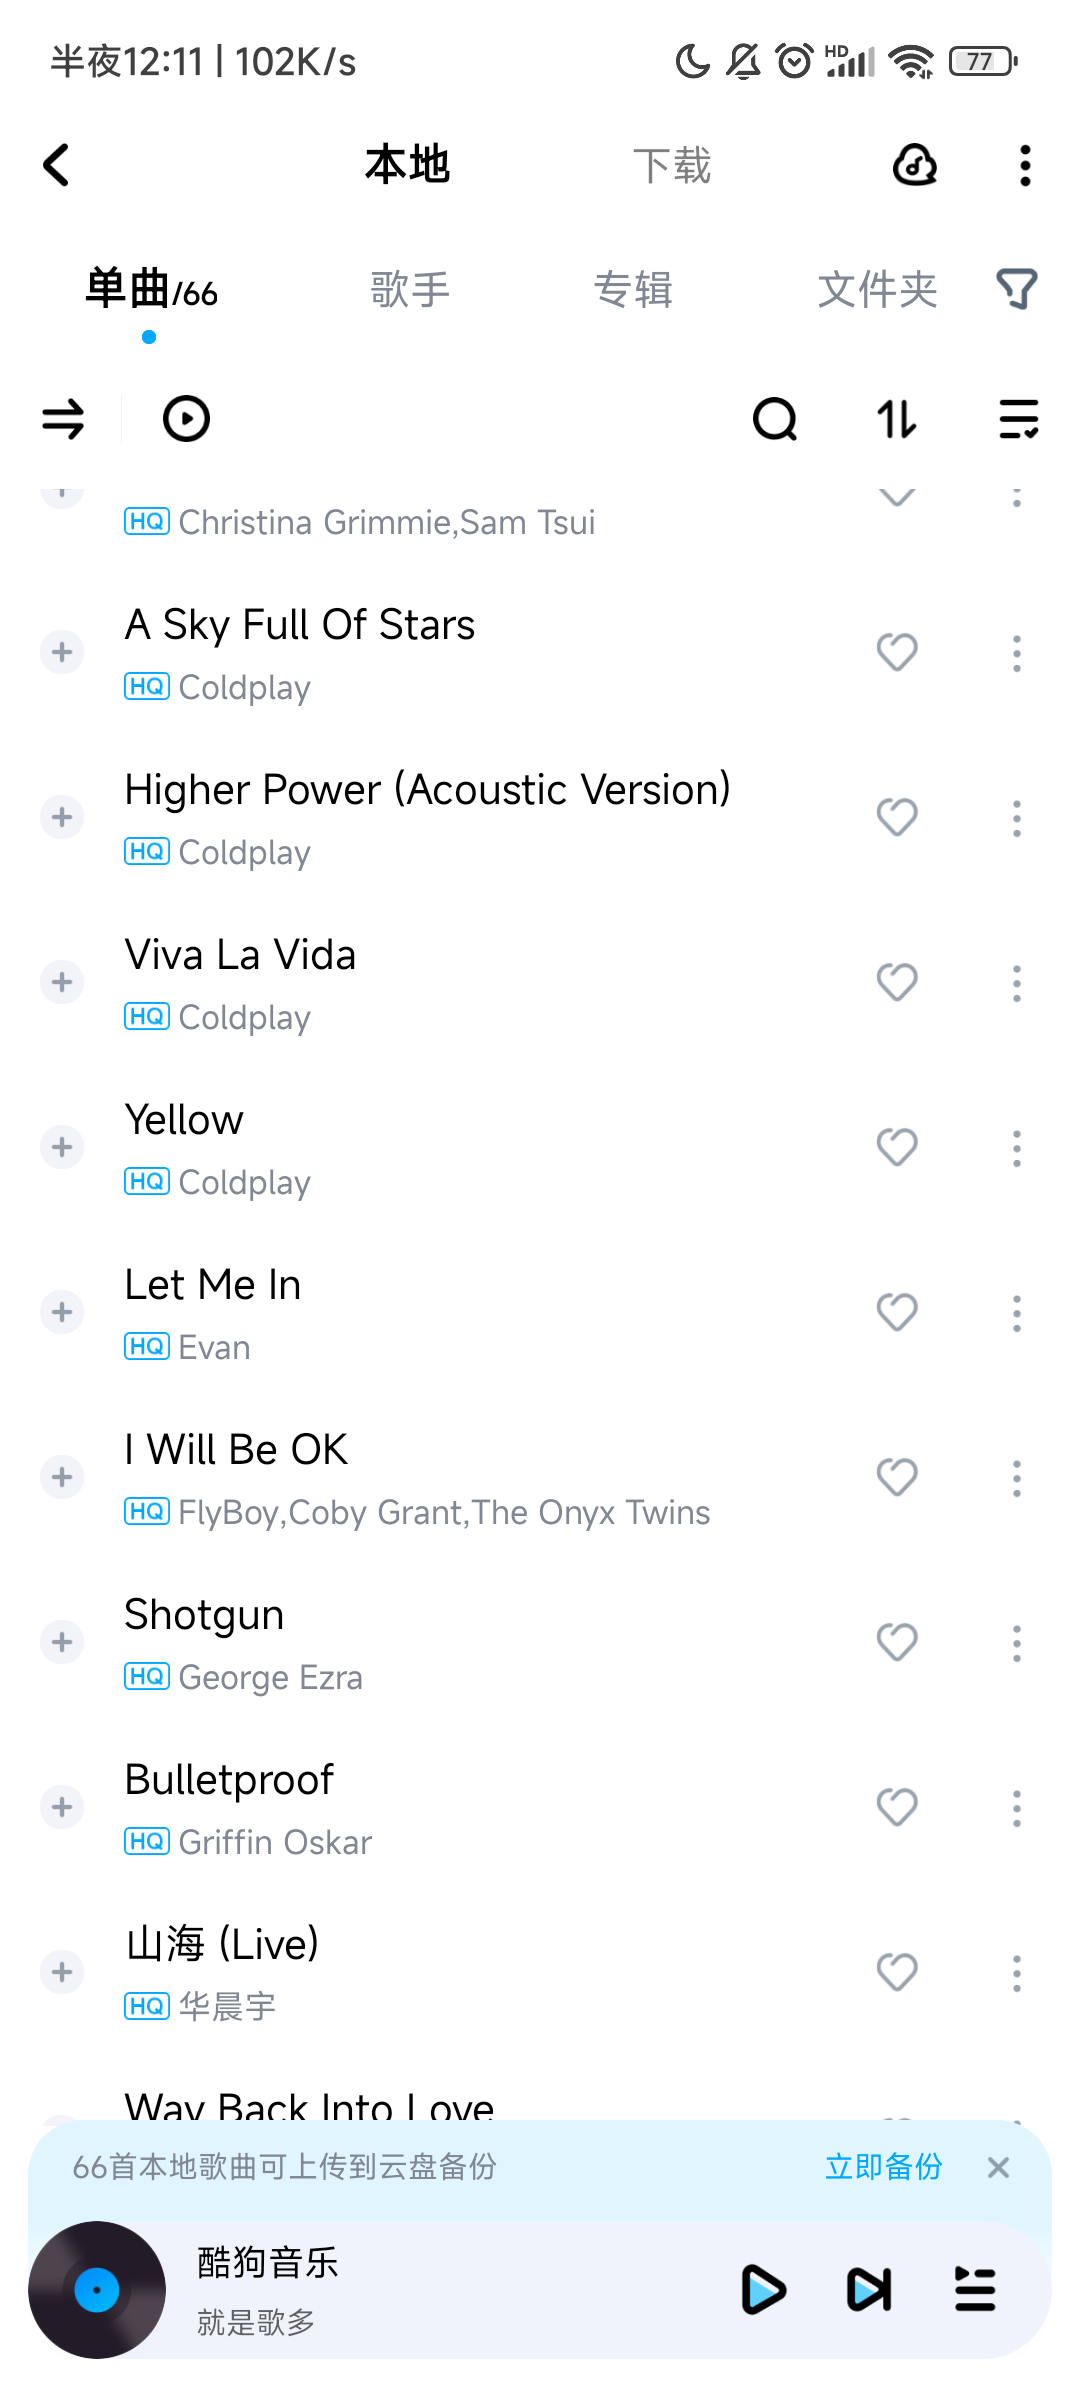 半夜12:11 | 102K/s
HD
77
本地
下载
单曲/66
歌手
专辑
文件夹
HQ Christina Grimmie,Sam Tsui
A Sky Full Of Stars
HQ Coldplay
Higher Power (Acoustic Version)
HQ Coldplay
Viva La Vida
HQ Coldplay
Yellow
HQ Coldplay
Let Me In
HQ Evan
I Will Be OK
HQ FlyBoy,Coby Grant,The Onyx Twins
Shotgun
HQ George Ezra
Bulletproof
HQ Griffin Oskar
山海 (Live)
HQ 华晨宇
Way Back Into Love
66首本地歌曲可上传到云盘备份
立即备份
酷狗音乐
就是歌多